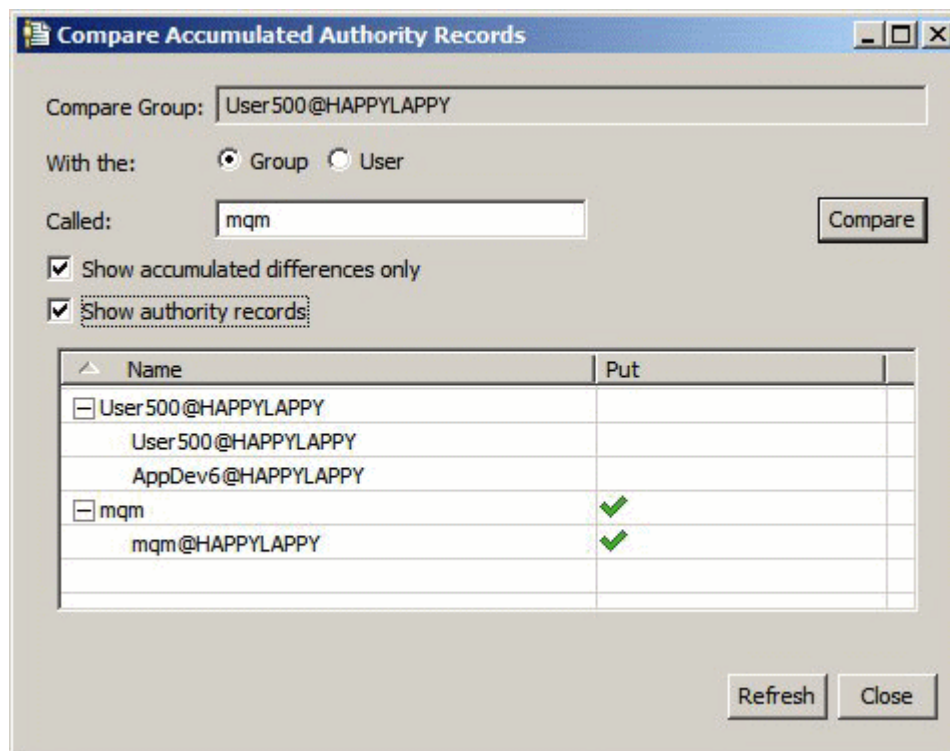 Compare Accumulated Authority Records
Compare Group: User500@HAPPYLAPPY
With the: Group User
Called: mqm Compare
Show accumulated differences only
Show authority records
Name Put
User500@HAPPYLAPPY
User500@HAPPYLAPPY
AppDev6@HAPPYLAPPY
mqm
mqm@HAPPYLAPPY
Refresh Close